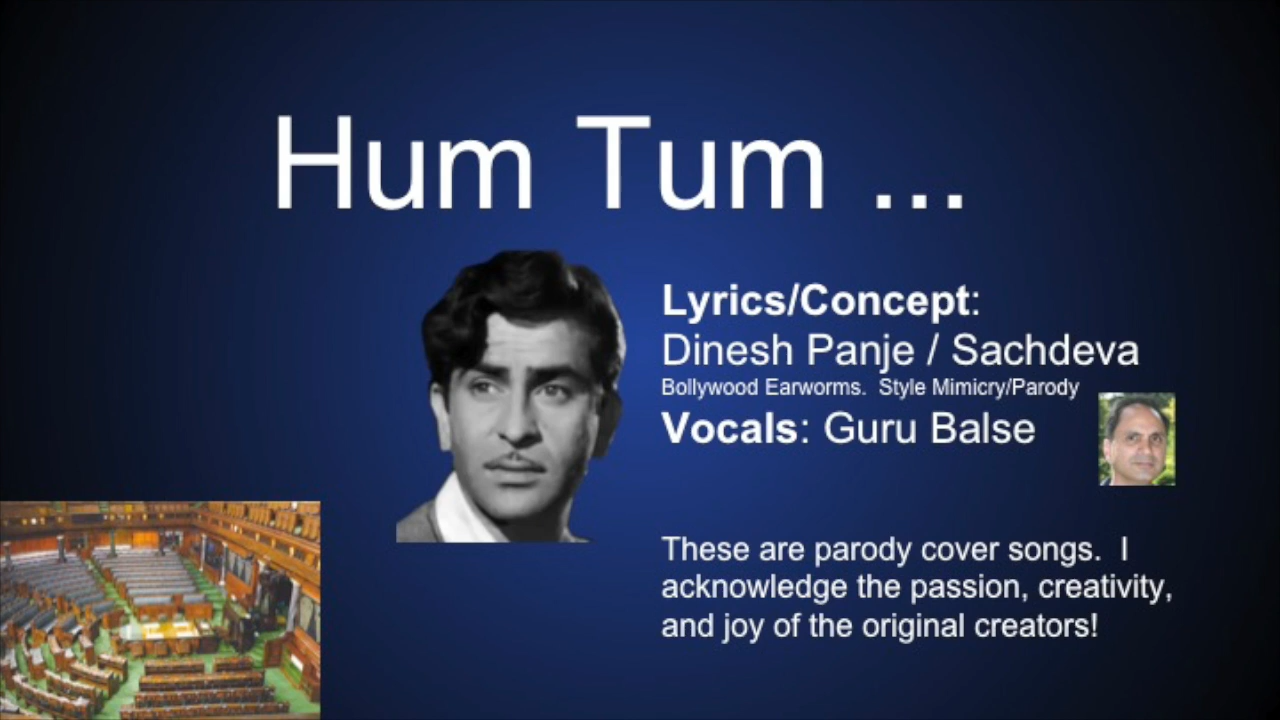 Hum Tum ...
Lyrics/Concept:
Dinesh Panje / Sachdeva
Bollywood Earworms.  Style Mimicry/Parody
Vocals: Guru Balse
These are parody cover songs.  I
acknowledge the passion, creativity,
and joy of the original creators!